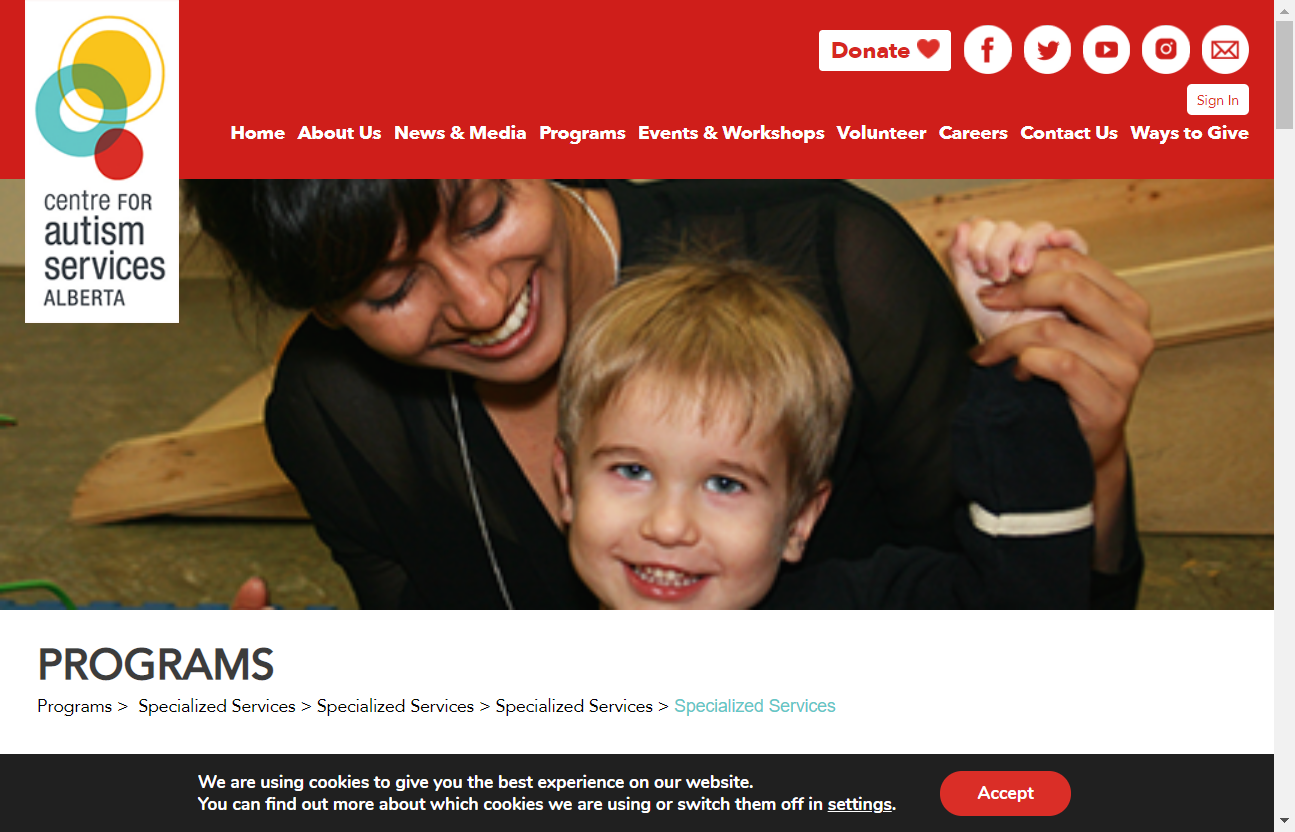 centre FOR
autism
services
ALBERTA
Donate
Sign In
Home About Us News & Media Programs Events & Workshops Volunteer Careers Contact Us Ways to Give
PROGRAMS
Programs > Specialized Services > Specialized Services > Specialized Services > Specialized Services
We are using cookies to give you the best experience on our website.
You can find out more about which cookies we are using or switch them off in settings.
Accept